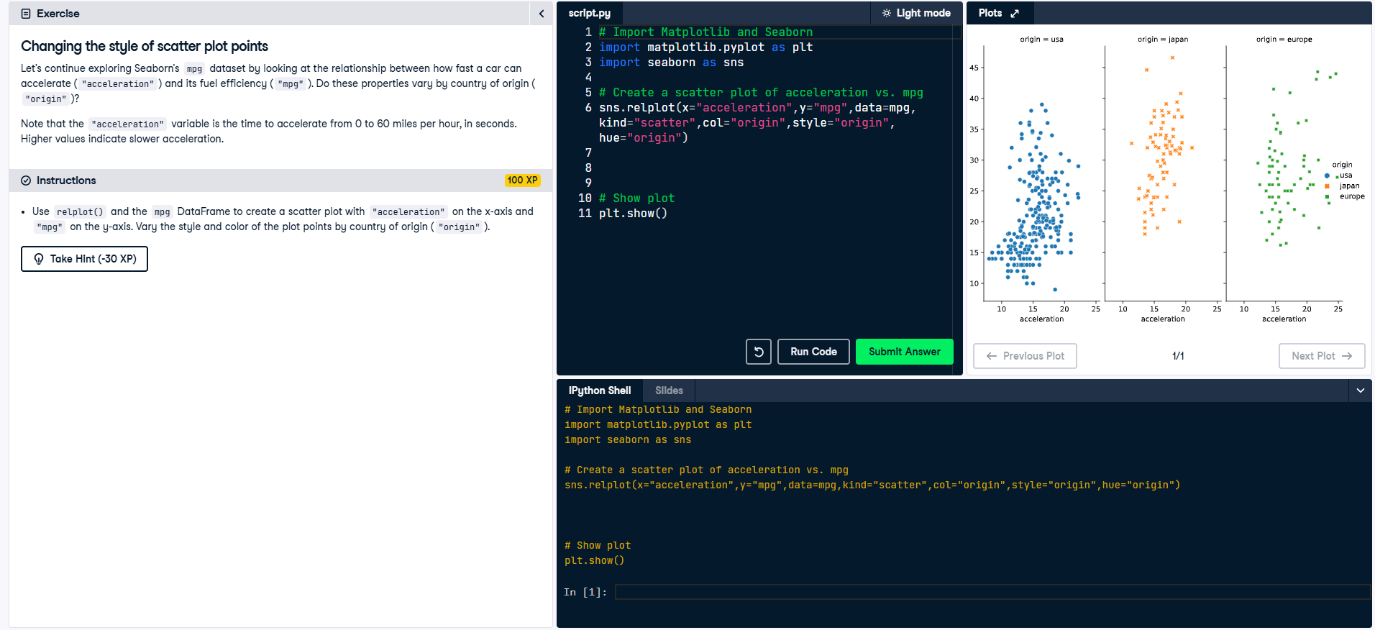 Exercise
Changing the style of scatter plot points
Let's continue exploring Seaborn's mpg dataset by looking at the relationship between how fast a car can
accelerate ( "acceleration" ) and its fuel efficiency ( "mpg" ). Do these properties vary by country of origin (
"origin" )?
Note that the "acceleration" variable is the time to accelerate from 0 to 60 miles per hour, in seconds.
Higher values indicate slower acceleration.
Instructions
100 XP
• Use relplot() and the mpg DataFrame to create a scatter plot with "acceleration" on the x-axis and
"mpg" on the y-axis. Vary the style and color of the plot points by country of origin ( "origin" ).
Take Hint (-30 XP)
script.py
Light mode
1 # Import Matplotlib and Seaborn
2 import matplotlib.pyplot as plt
3 import seaborn as sns
4
5 # Create a scatter plot of acceleration vs. mpg
6 sns.relplot(x="acceleration",y="mpg",data=mpg,
kind="scatter",col="origin",style="origin",
hue="origin")
7
8
9
10 # Show plot
11 plt.show()
Run Code
Submit Answer
Plots
origin = usa
origin = japan
origin = europe
45
40
35
30
25
20
15
10
10 15 20 25
10 15 20 25
10 15 20 25
acceleration
acceleration
acceleration
origin
usa
japan
europe
← Previous Plot
1/1
Next Plot →
IPython Shell
Slides
# Import Matplotlib and Seaborn
import matplotlib.pyplot as plt
import seaborn as sns
# Create a scatter plot of acceleration vs. mpg
sns.relplot(x="acceleration",y="mpg",data=mpg,kind="scatter",col="origin",style="origin",hue="origin")
# Show plot
plt.show()
In [1]: